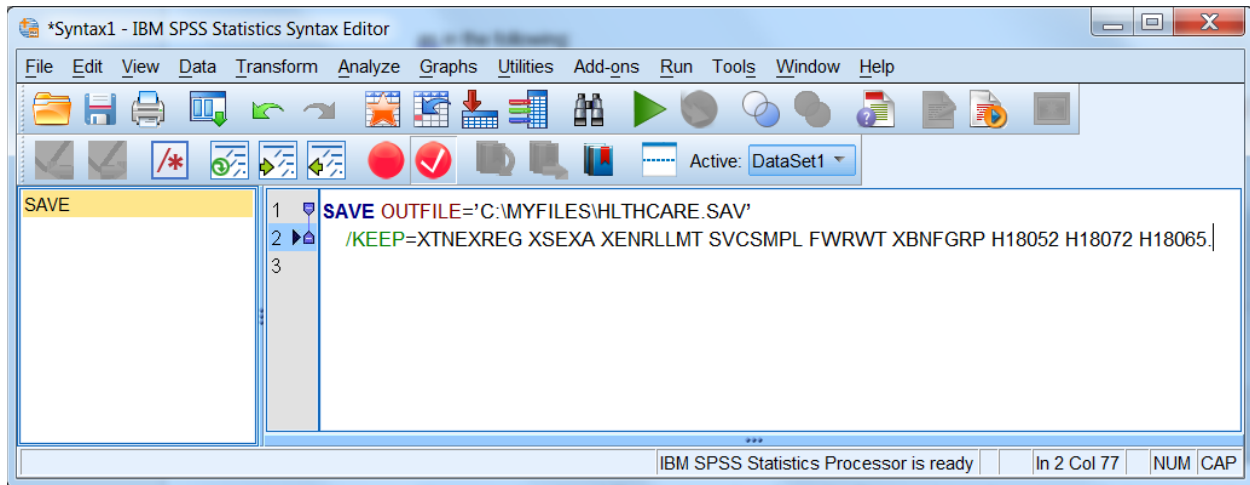 *Syntax1 - IBM SPSS Statistics Syntax Editor
File Edit View Data Transform Analyze Graphs Utilities Add-ons Run Tools Window Help
Active: DataSet1
SAVE
1 SAVE OUTFILE=’C:\MYFILES\HLTHCARE.SAV’
2 /KEEP=XTNEXREG XSEXA XENRLLMT SVCSMPL FWRWT XBNFGRP H18052 H18072 H18065.
3
IBM SPSS Statistics Processor is ready In 2 Col 77 NUM CAP